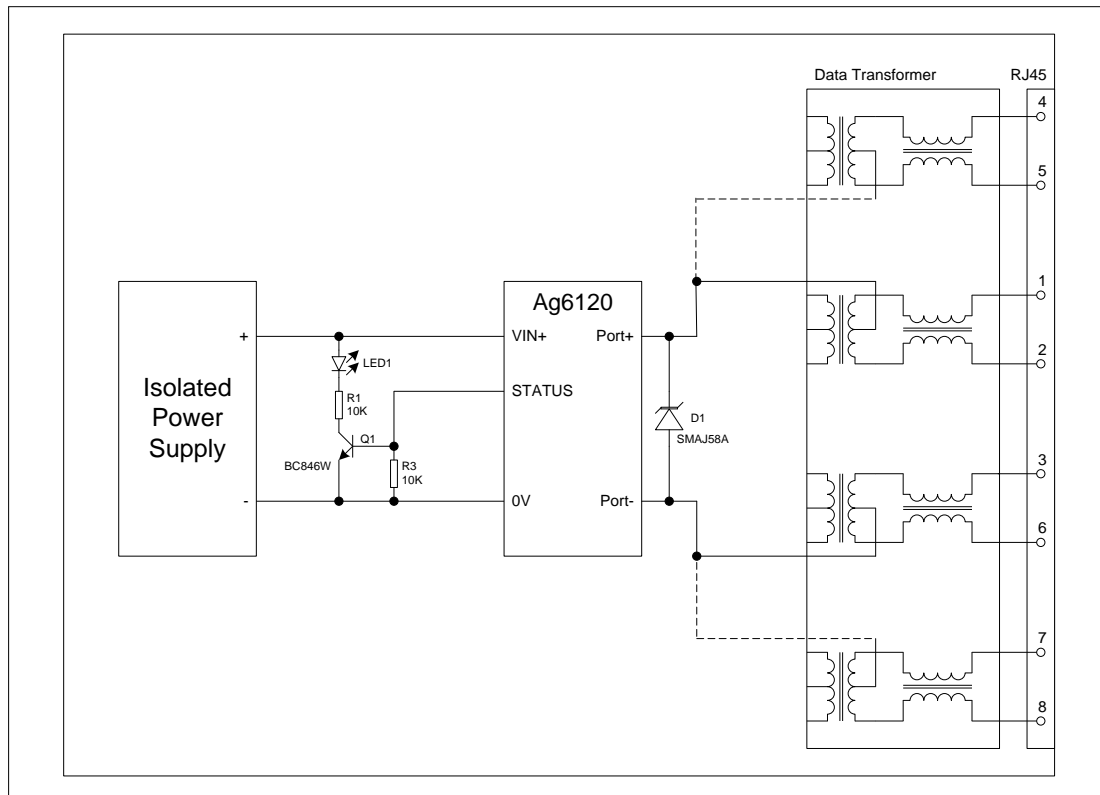 Data Transformer
RJ45
4
5
1
2
3
6
7
8
Isolated
Power
Supply
+
-
LED1
R1
10K
Q1
BC846W
R3
10K
Ag6120
VIN+
Port+
STATUS
0V
Port-
D1
SMAJ58A